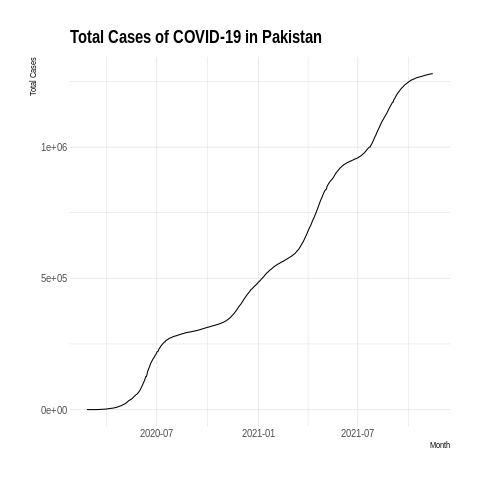 Total Cases of COVID-19 in Pakistan
Total Cases
1e+06
5e+05
0e+00
2020-07 2021-01 2021-07
Month